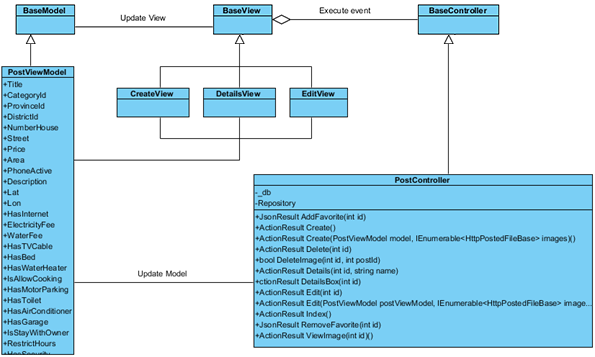 BaseModel
Update View
BaseView
Execute event
BaseController
PostViewModel
+Title
+CategoryId
+ProvinceId
+DistrictId
+NumberHouse
+Street
+Price
+Area
+PhoneActive
+Description
+Lat
+Lon
+HasInternet
+ElectricityFee
+WaterFee
+HasTVCable
+HasBed
+HasWaterHeater
+IsAllowCooking
+HasMotorParking
+HasToilet
+HasAirConditioner
+HasGarage
+IsStayWithOwner
+RestrictHours
+HasSecurity
CreateView
DetailsView
EditView
Update Model
PostController
-_db
-Repository
+JsonResult AddFavorite(int id)
+ActionResult Create()
+ActionResult Create(PostViewModel model, IEnumerable<HttpPostedFileBase> images)()
+ActionResult Delete(int id)
+bool DeleteImage(int id, int postId)
+ActionResult Details(int id, string name)
+ctionResult DetailsBox(int id)
+ActionResult Edit(int id)
+ActionResult Edit(PostViewModel postViewModel, IEnumerable<HttpPostedFileBase> image...
+ActionResult Index()
+JsonResult RemoveFavorite(int id)
+ActionResult ViewImage(int id)()